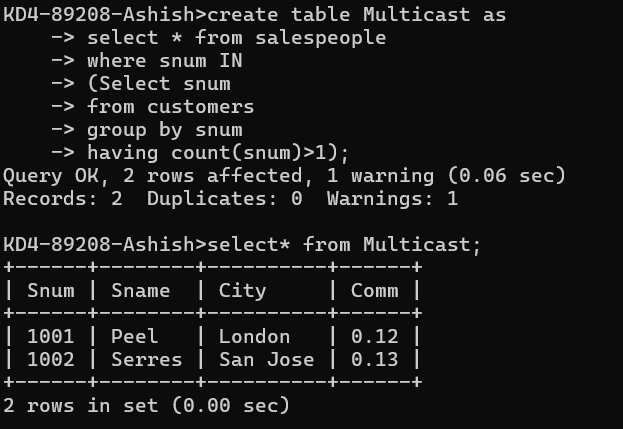 KD4-89208-Ashish>create table Multicast as
    -> select * from salespeople
    -> where snum IN
    -> (Select snum
    -> from customers
    -> group by snum
    -> having count(snum)>1);
Query OK, 2 rows affected, 1 warning (0.06 sec)
Records: 2  Duplicates: 0  Warnings: 1

KD4-89208-Ashish>select* from Multicast;
+------+--------+----------+------+
| Snum | Sname  | City     | Comm |
+------+--------+----------+------+
| 1001 | Peel   | London   | 0.12 |
| 1002 | Serres | San Jose | 0.13 |
+------+--------+----------+------+
2 rows in set (0.00 sec)